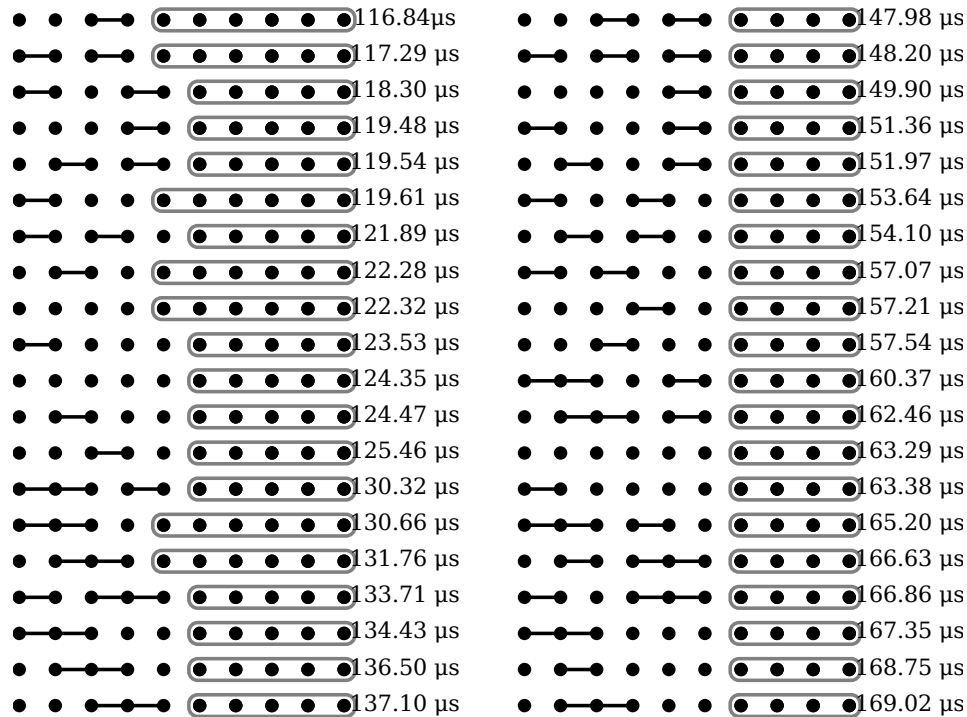 116.84μs
117.29 μs
118.30 μs
119.48 μs
119.54 μs
119.61 μs
121.89 μs
122.28 μs
122.32 μs
123.53 μs
124.35 μs
124.47 μs
125.46 μs
130.32 μs
130.66 μs
131.76 μs
133.71 μs
134.43 μs
136.50 μs
137.10 μs
147.98 μs
148.20 μs
149.90 μs
151.36 μs
151.97 μs
153.64 μs
154.10 μs
157.07 μs
157.21 μs
157.54 μs
160.37 μs
162.46 μs
163.29 μs
163.38 μs
165.20 μs
166.63 μs
166.86 μs
167.35 μs
168.75 μs
169.02 μs